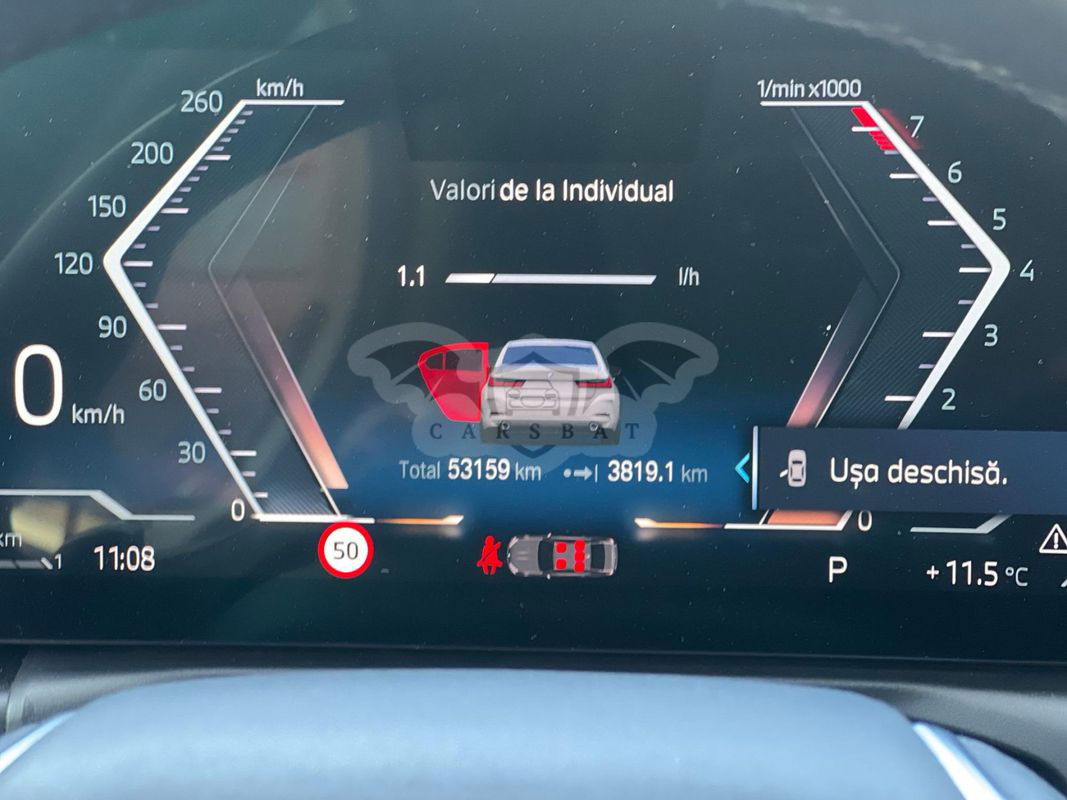 km/h
1/min x1000
260
200
150
120
90
60
30
0
7
6
5
4
3
2
0
Valori de la Individual
1.1 l/h
0 km/h
CARSBAT
Total 53159 km 3819.1 km
Ușa deschisă.
km
1
11:08
50
P
+11.5 °C